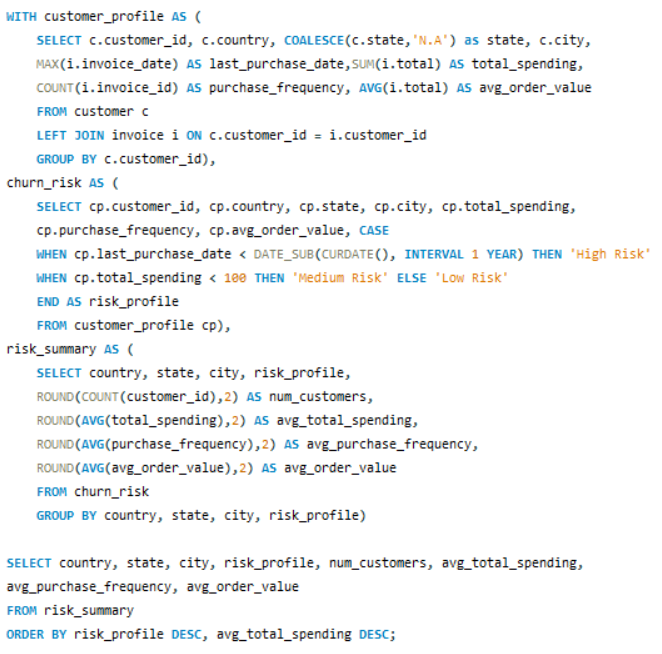 WITH customer_profile AS (
SELECT c.customer_id, c.country, COALESCE(c.state,'N.A') as state, c.city,
MAX(i.invoice_date) AS last_purchase_date,SUM(i.total) AS total_spending,
COUNT(i.invoice_id) AS purchase_frequency, AVG(i.total) AS avg_order_value
FROM customer c
LEFT JOIN invoice i ON c.customer_id = i.customer_id
GROUP BY c.customer_id),
churn_risk AS (
SELECT cp.customer_id, cp.country, cp.state, cp.city, cp.total_spending,
cp.purchase_frequency, cp.avg_order_value, CASE
WHEN cp.last_purchase_date < DATE_SUB(CURDATE(), INTERVAL 1 YEAR) THEN 'High Risk'
WHEN cp.total_spending < 100 THEN 'Medium Risk' ELSE 'Low Risk'
END AS risk_profile
FROM customer_profile cp),
risk_summary AS (
SELECT country, state, city, risk_profile,
ROUND(COUNT(customer_id),2) AS num_customers,
ROUND(AVG(total_spending),2) AS avg_total_spending,
ROUND(AVG(purchase_frequency),2) AS avg_purchase_frequency,
ROUND(AVG(avg_order_value),2) AS avg_order_value
FROM churn_risk
GROUP BY country, state, city, risk_profile)
SELECT country, state, city, risk_profile, num_customers, avg_total_spending,
avg_purchase_frequency, avg_order_value
FROM risk_summary
ORDER BY risk_profile DESC, avg_total_spending DESC;